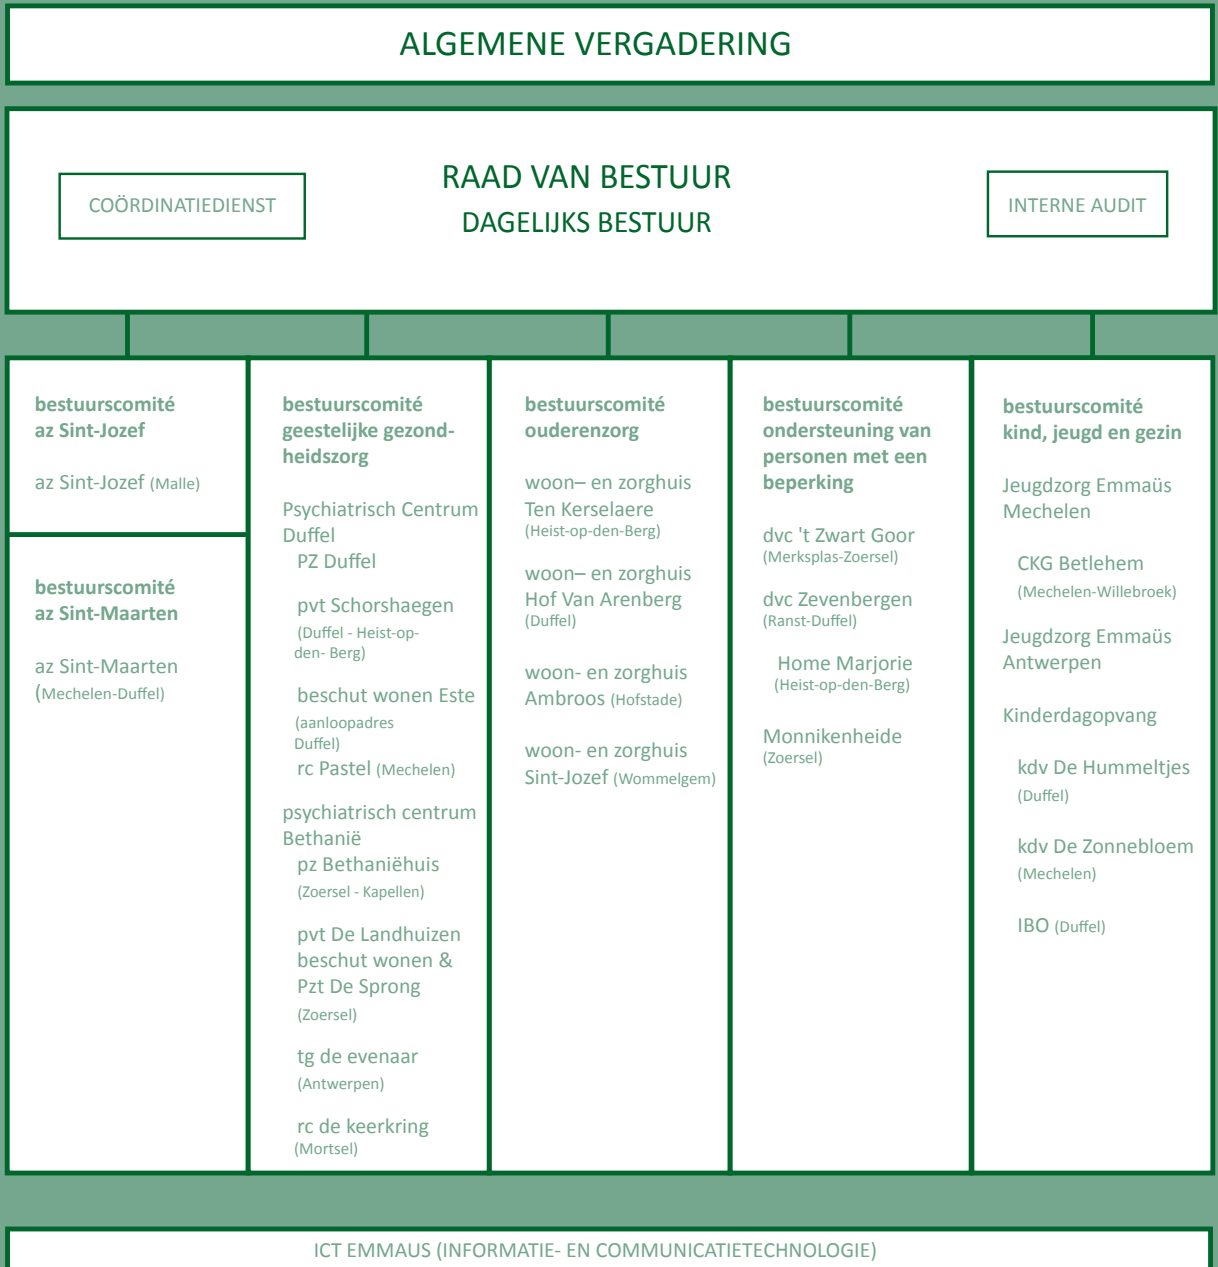 ALGEMENE VERGADERING
COÖRDINATIEDIENST
RAAD VAN BESTUUR
DAGELIJKS BESTUUR
INTERNE AUDIT
bestuurscomité
az Sint-Jozef
az Sint-Jozef (Malle)
bestuurscomité
az Sint-Maarten
az Sint-Maarten
(Mechelen-Duffel)
bestuurscomité
geestelijke gezond-
heidszorg
Psychiatrisch Centrum
Duffel
PZ Duffel
pvt Schorshaegen
(Duffel - Heist-op-
den- Berg)
beschut wonen Este
(aanloopadres
Duffel)
rc Pastel (Mechelen)
psychiatrisch centrum
Bethanië
pz Bethaniëhuis
(Zoersel - Kapellen)
pvt De Landhuizen
beschut wonen &
Pzt De Sprong
(Zoersel)
tg de evenaar
(Antwerpen)
rc de keerkring
(Mortsel)
bestuurscomité
ouderenzorg
woon– en zorghuis
Ten Kerselaere
(Heist-op-den-Berg)
woon– en zorghuis
Hof Van Arenberg
(Duffel)
woon- en zorghuis
Ambroos (Hofstade)
woon- en zorghuis
Sint-Jozef (Wommelgem)
bestuurscomité
ondersteuning van
personen met een
beperking
dvc 't Zwart Goor
(Merksplas-Zoersel)
dvc Zevenbergen
(Ranst-Duffel)
Home Marjorie
(Heist-op-den-Berg)
Monnikenheide
(Zoersel)
bestuurscomité
kind, jeugd en gezin
Jeugdzorg Emmaüs
Mechelen
CKG Betlehem
(Mechelen-Willebroek)
Jeugdzorg Emmaüs
Antwerpen
Kinderdagopvang
kdv De Hummeltjes
(Duffel)
kdv De Zonnebloem
(Mechelen)
IBO (Duffel)
ICT EMMAUS (INFORMATIE- EN COMMUNICATIETECHNOLOGIE)